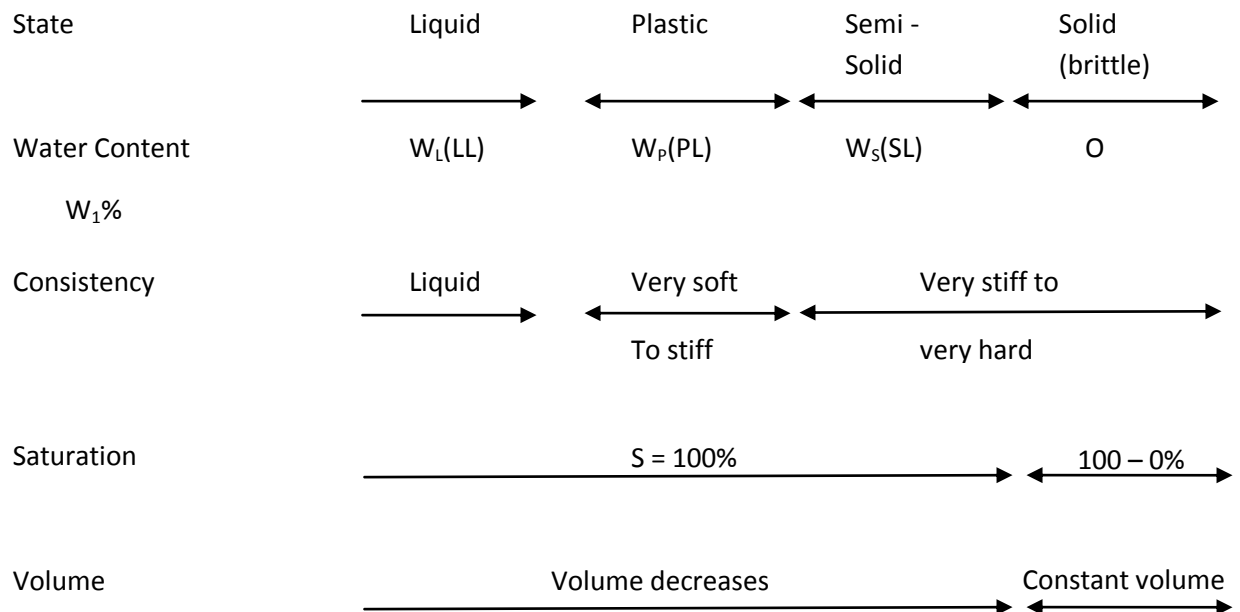 State Liquid Plastic Semi - Solid
Solid (brittle)
Water Content W_L(LL) W_P(PL) W_S(SL) O
W_1%
Consistency Liquid Very soft Very stiff to
To stiff very hard
Saturation S = 100% 100 – 0%
Volume Volume decreases Constant volume